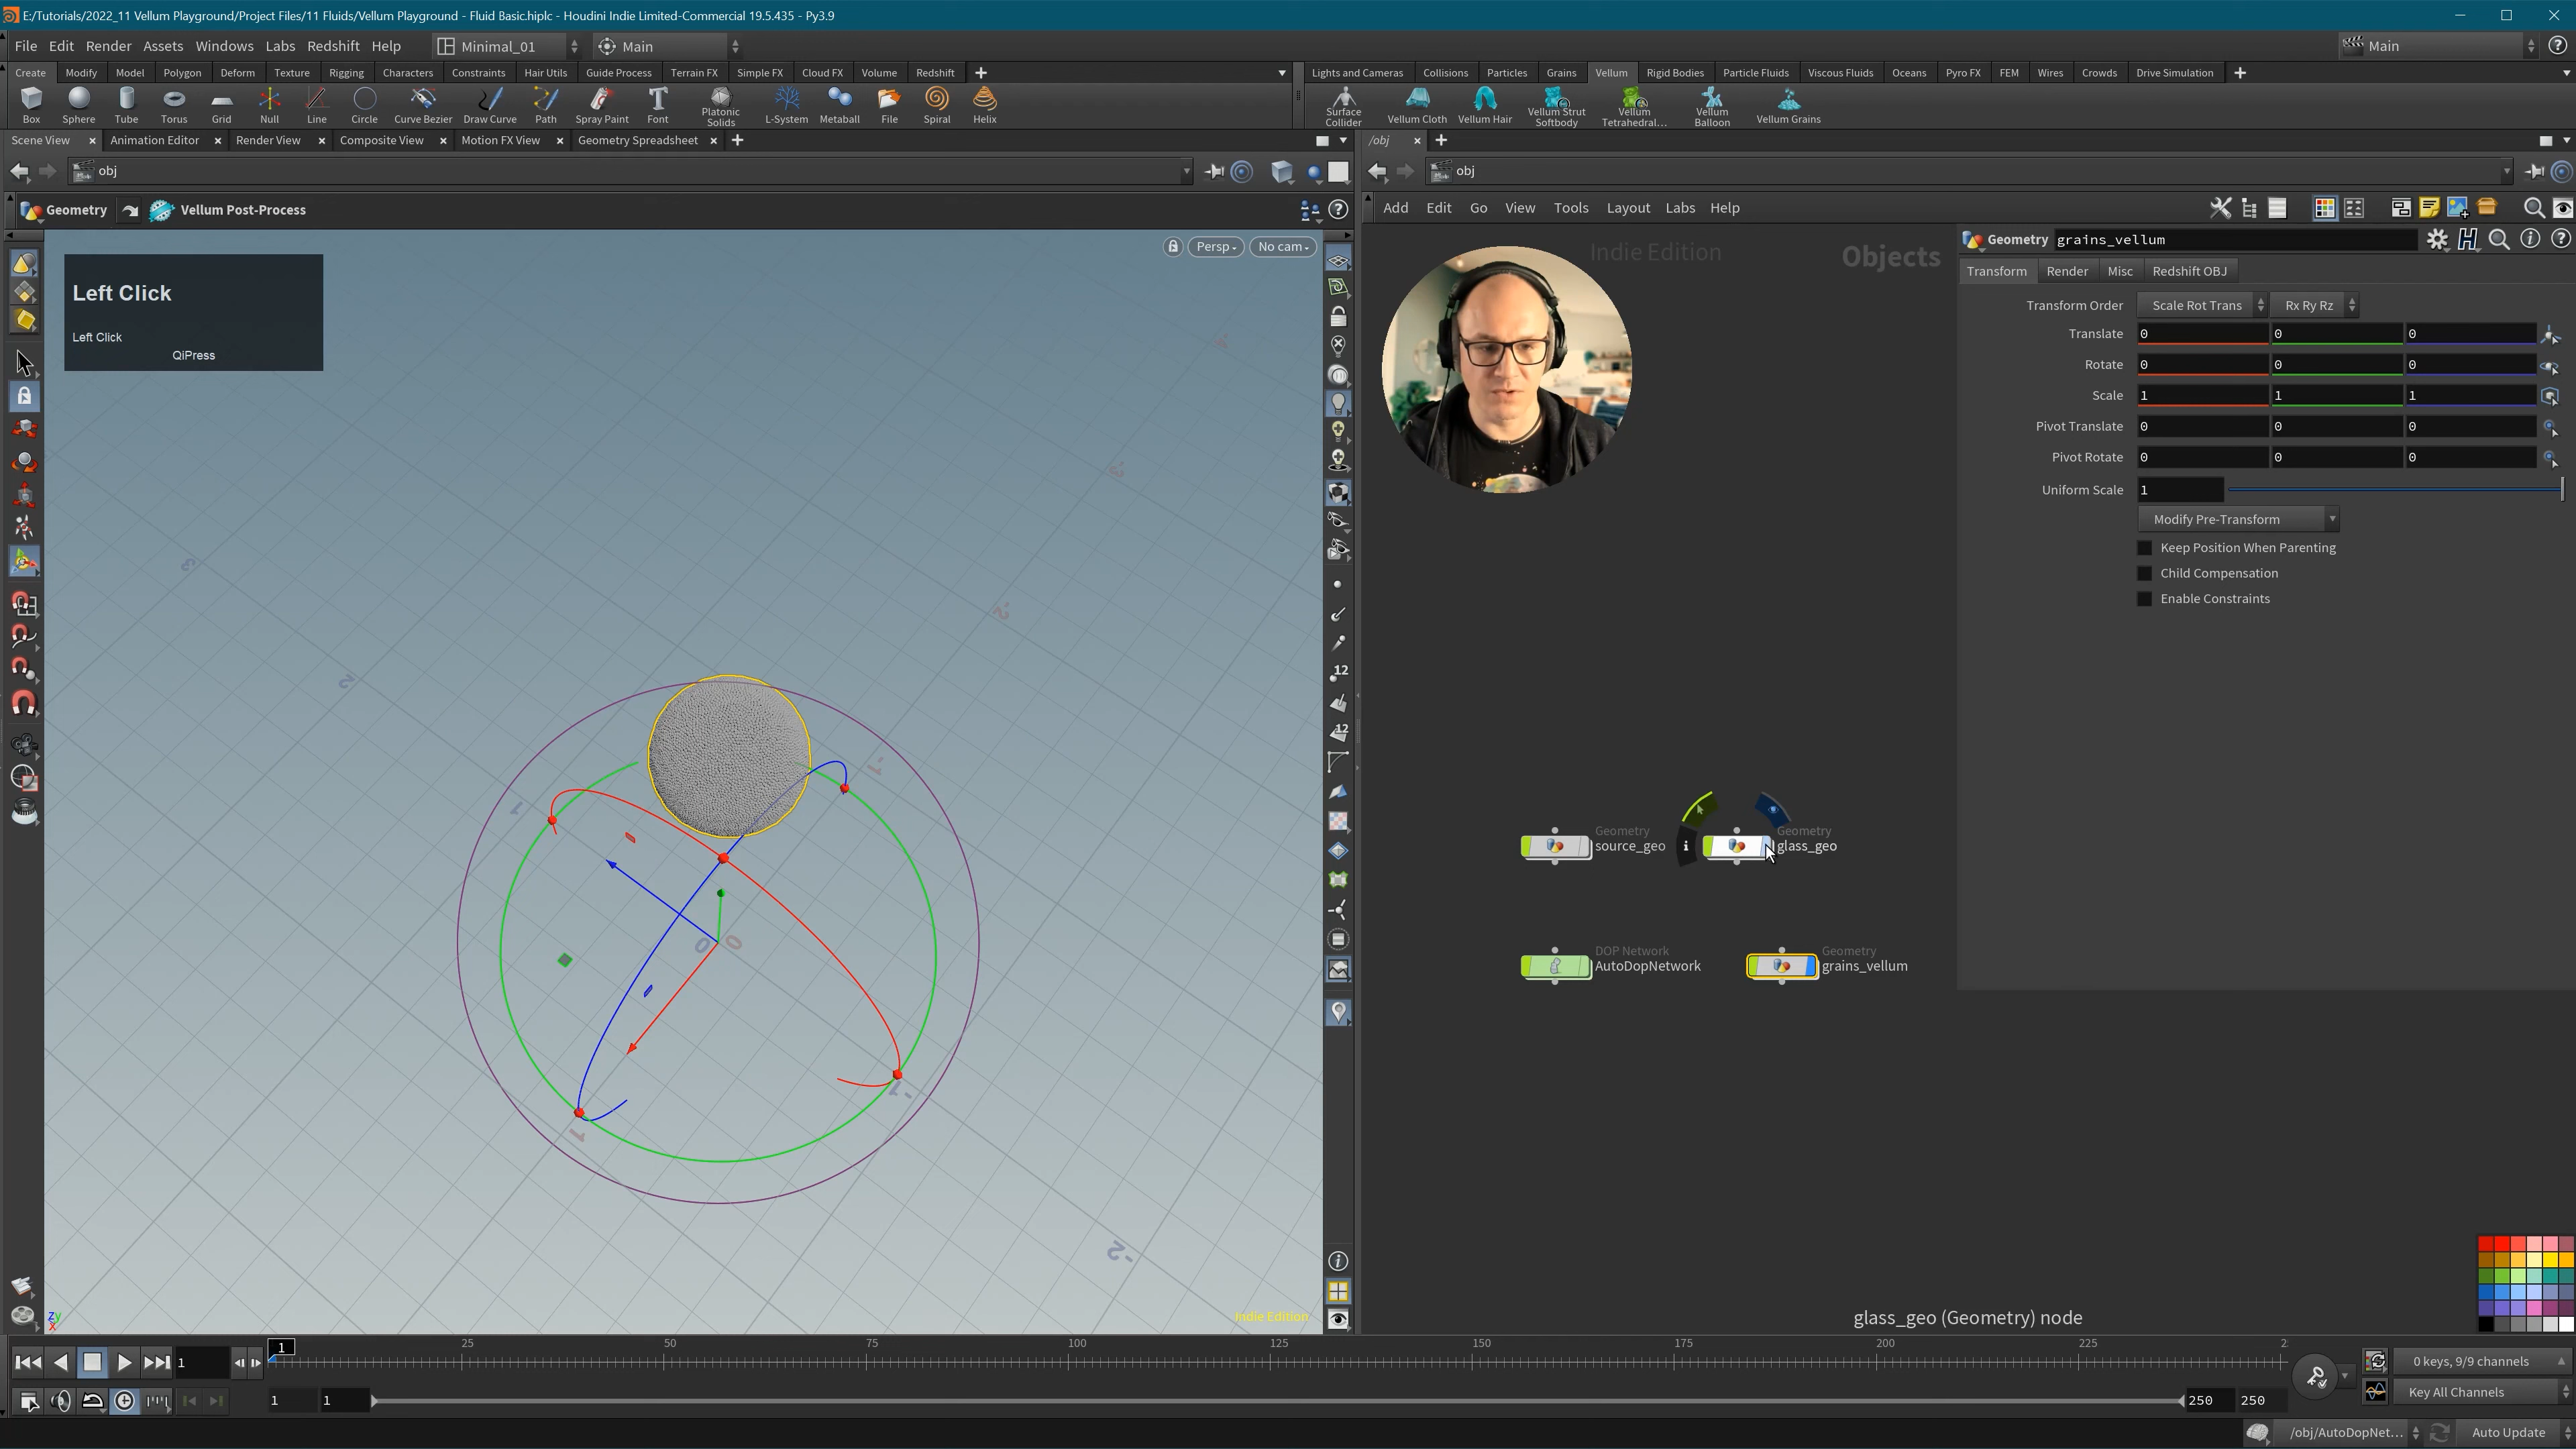 E:/Tutorials/2022_11 Vellum Playground/Project Files/11 Fluids/Vellum Playground - Fluid Basic.hiplc - Houdini Indie Limited-Commercial 19.5.435 - Py3.9
File Edit Render Assets Windows Labs Redshift Help Minimal_01 Main Main
Create Modify Model Polygon Deform Texture Rigging Characters Constraints Hair Utils Guide Process Terrain FX Simple FX Cloud FX Volume Redshift
Lights and Cameras Collisions Particles Grains Vellum Rigid Bodies Particle Fluids Viscous Fluids Oceans Pyro FX FEM Wires Crowds Drive Simulation
Box Sphere Tube Torus Grid Null Line Circle Curve Bezier Draw Curve Path Spray Paint Font Platonic Solids L-System Metaball File Spiral Helix
Surface Collider Vellum Cloth Vellum Hair Vellum Strut Softbody Vellum Tetrahedral... Vellum Balloon Vellum Grains
Scene View Animation Editor Render View Composite View Motion FX View Geometry Spreadsheet
/obj
obj
obj
Geometry Vellum Post-Process
Add Edit Go View Tools Layout Labs Help
Persp No cam
Left Click
Left Click
QiPress
Indie Edition
Objects
Geometry grains_vellum
Transform Render Misc Redshift OBJ
Transform Order Scale Rot Trans Rx Ry Rz
Translate 0 0 0
Rotate 0 0 0
Scale 1 1 1
Pivot Translate 0 0 0
Pivot Rotate 0 0 0
Uniform Scale 1
Modify Pre-Transform
Keep Position When Parenting
Child Compensation
Enable Constraints
12
12
Geometry
source_geo
Geometry
glass_geo
DOP Network
AutoDopNetwork
Geometry
grains_vellum
Indie Edition
glass_geo (Geometry) node
1 25 50 75 100 125 150 175 200 225 2
1
0 keys, 9/9 channels
1 1 250 250
Key All Channels
/obj/AutoDopNet... Auto Update